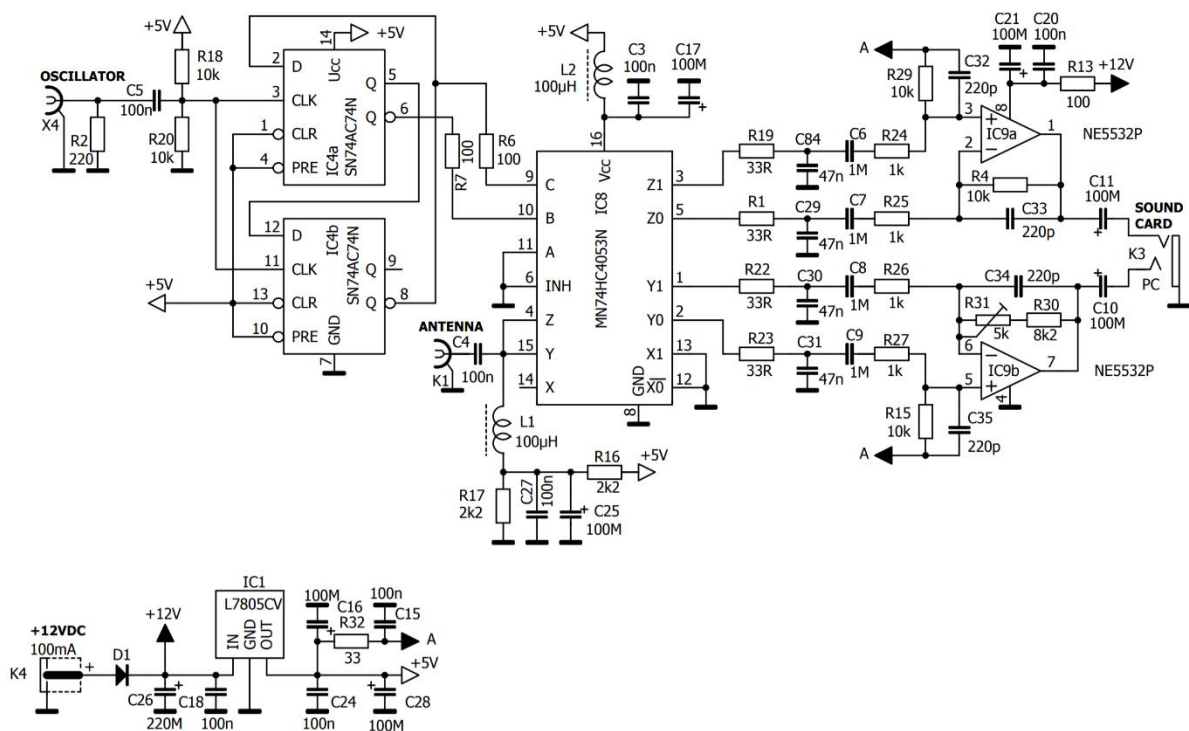 OSCILLATOR
X4
R2
220
C5
100n
+5V
R18
10k
R20
10k
+5V
14
Ucc
2
D
Q
5
3
CLK
Q
6
1
CLR
4
PRE
IC4a
SN74AC74N
12
D
11
CLK
Q
9
13
CLR
Q
8
10
PRE
GND
7
IC4b
SN74AC74N
+5V
R7
100
R6
100
+5V
L2
100µH
C3
100n
C17
100M
16
Vcc
IC8
MN74HC4053N
9
C
10
B
11
A
6
INH
4
Z
15
Y
14
X
Z1
3
Z0
5
Y1
1
Y0
2
X1
13
X0
12
GND
8
ANTENNA
C4
100n
K1
L1
100µH
R17
2k2
C27
100n
C25
100M
R16
2k2
+5V
R19
33R
C84
47n
C6
1M
R24
1k
R1
33R
C29
47n
C7
1M
R25
1k
R22
33R
C30
47n
C8
1M
R26
1k
R23
33R
C31
47n
C9
1M
R27
1k
A
R29
10k
C32
220p
C21
100M
C20
100n
R13
100
+12V
8
3
2
1
IC9a
NE5532P
R4
10k
C33
220p
C11
100M
SOUND
CARD
K3
PC
C34
220p
R31
5k
R30
8k2
C10
100M
6
5
7
4
IC9b
NE5532P
R15
10k
C35
220p
A
+12VDC
100mA
K4
D1
+12V
C26
220M
C18
100n
IC1
L7805CV
IN
GND
OUT
100M
C16
R32
33
100n
C15
A
+5V
C24
100n
C28
100M